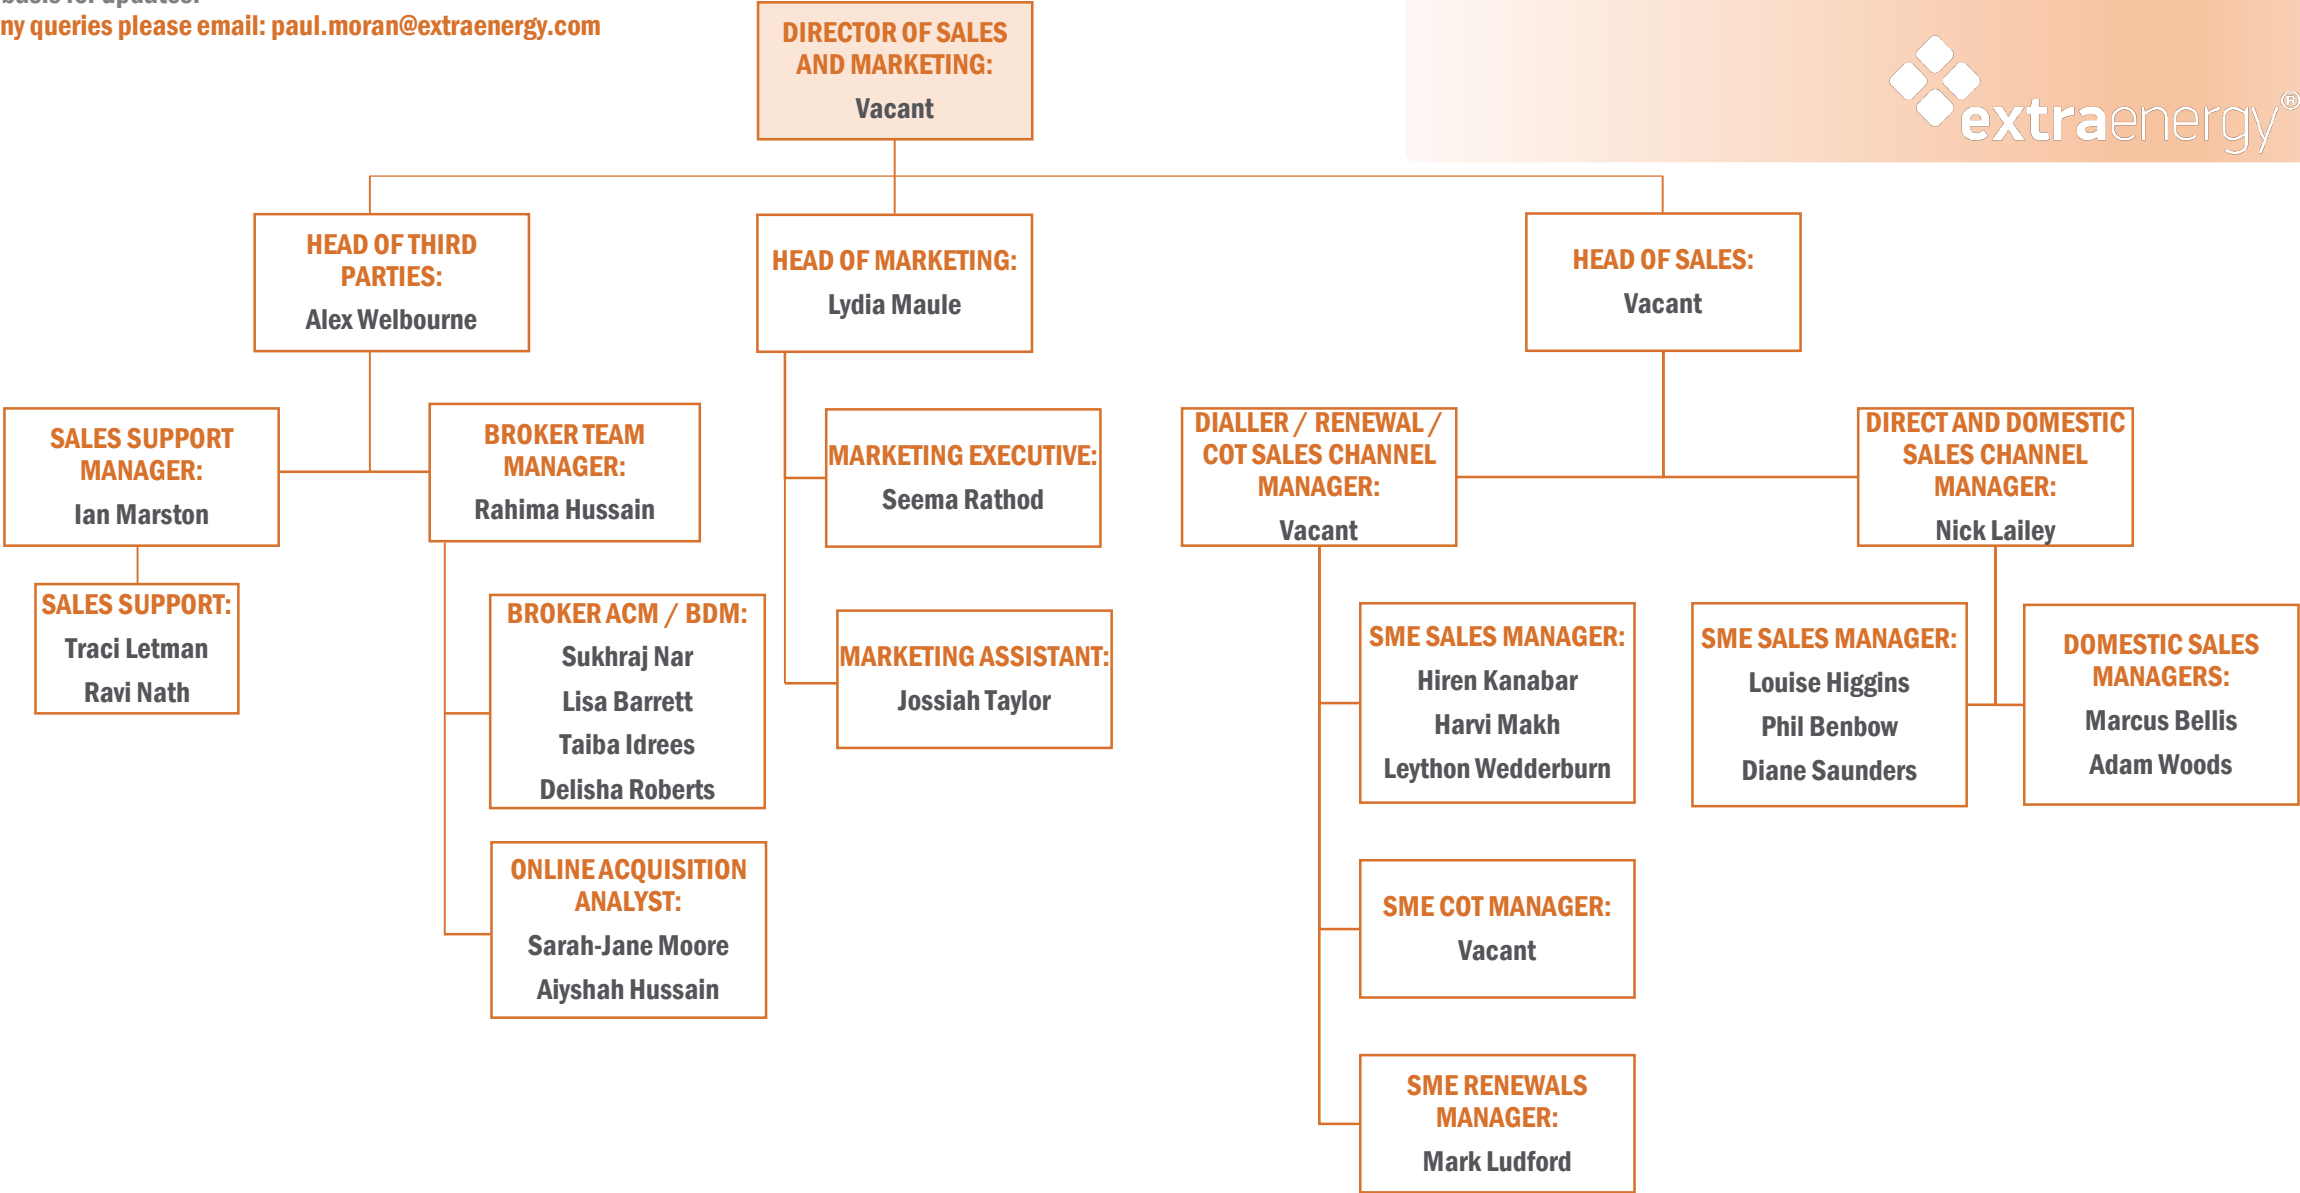 basis for updates.
ny queries please email: paul.moran@extraenergy.com
extraenergy®
DIRECTOR OF SALES
AND MARKETING:
Vacant
HEAD OF THIRD
PARTIES:
Alex Welbourne
HEAD OF MARKETING:
Lydia Maule
HEAD OF SALES:
Vacant
SALES SUPPORT
MANAGER:
Ian Marston
BROKER TEAM
MANAGER:
Rahima Hussain
MARKETING EXECUTIVE:
Seema Rathod
DIALLER / RENEWAL /
COT SALES CHANNEL
MANAGER:
Vacant
DIRECT AND DOMESTIC
SALES CHANNEL
MANAGER:
Nick Lailey
SALES SUPPORT:
Traci Letman
Ravi Nath
BROKER ACM / BDM:
Sukhraj Nar
Lisa Barrett
Taiba Idrees
Delisha Roberts
MARKETING ASSISTANT:
Jossiah Taylor
SME SALES MANAGER:
Hiren Kanabar
Harvi Makh
Leython Wedderburn
SME SALES MANAGER:
Louise Higgins
Phil Benbow
Diane Saunders
DOMESTIC SALES
MANAGERS:
Marcus Bellis
Adam Woods
ONLINE ACQUISITION
ANALYST:
Sarah-Jane Moore
Aiyshah Hussain
SME COT MANAGER:
Vacant
SME RENEWALS
MANAGER:
Mark Ludford